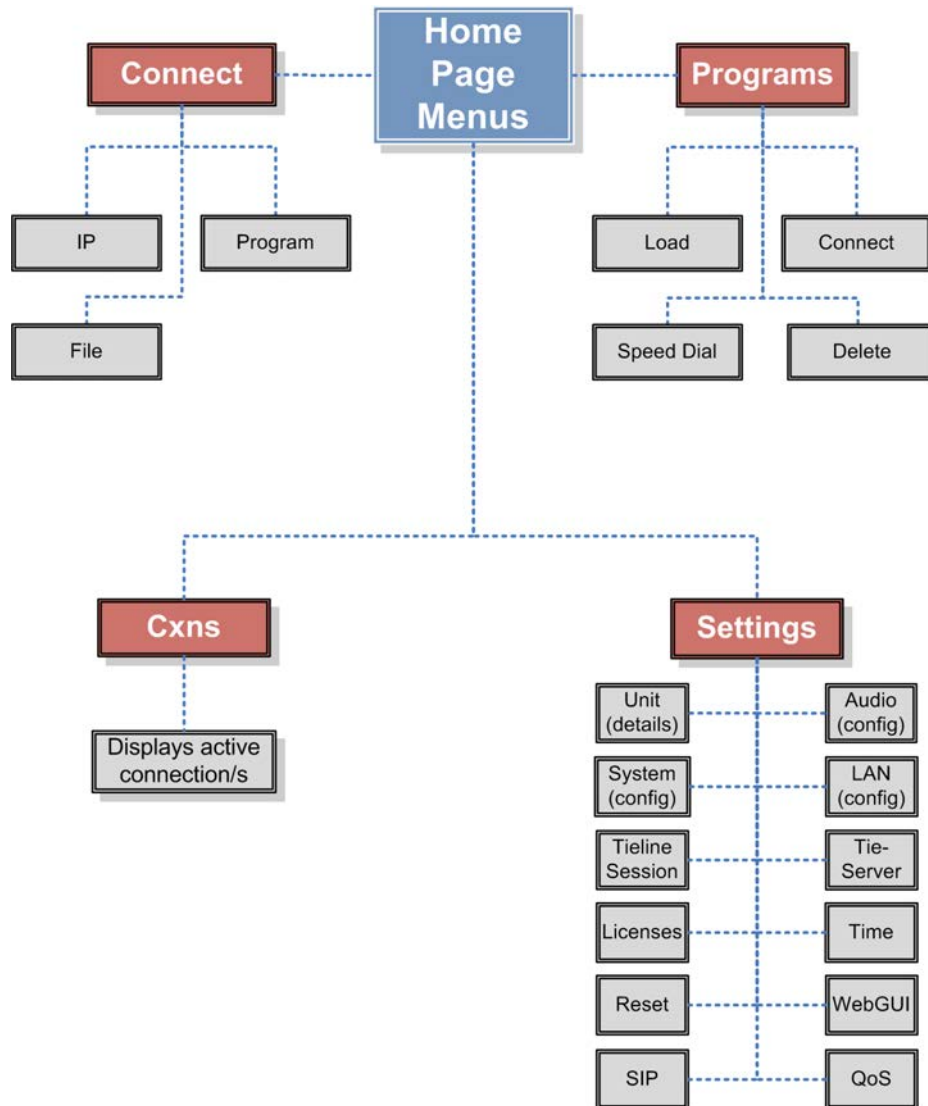 Home
Page
Menus
Connect
Programs
IP
Program
File
Load
Connect
Speed Dial
Delete
Cxns
Displays active
connection/s
Settings
Unit
(details)
Audio
(config)
System
(config)
LAN
(config)
Tieline
Session
Tie-
Server
Licenses
Time
Reset
WebGUI
SIP
QoS